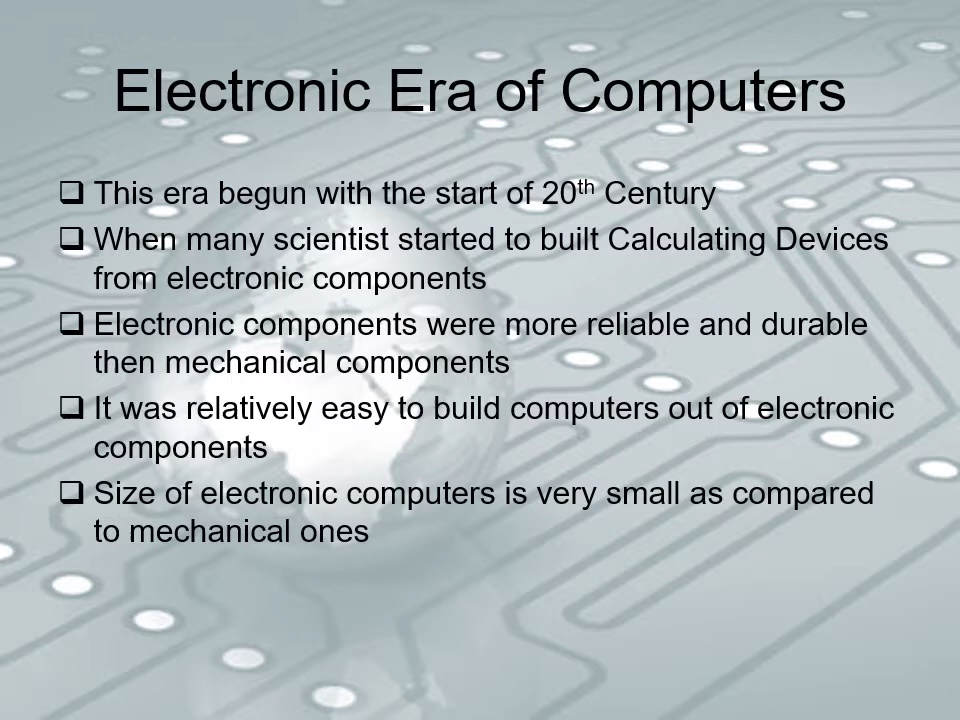 Electronic Era of Computers
❑ This era begun with the start of 20th Century
❑ When many scientist started to built Calculating Devices
from electronic components
❑ Electronic components were more reliable and durable
then mechanical components
❑ It was relatively easy to build computers out of electronic
components
❑ Size of electronic computers is very small as compared
to mechanical ones